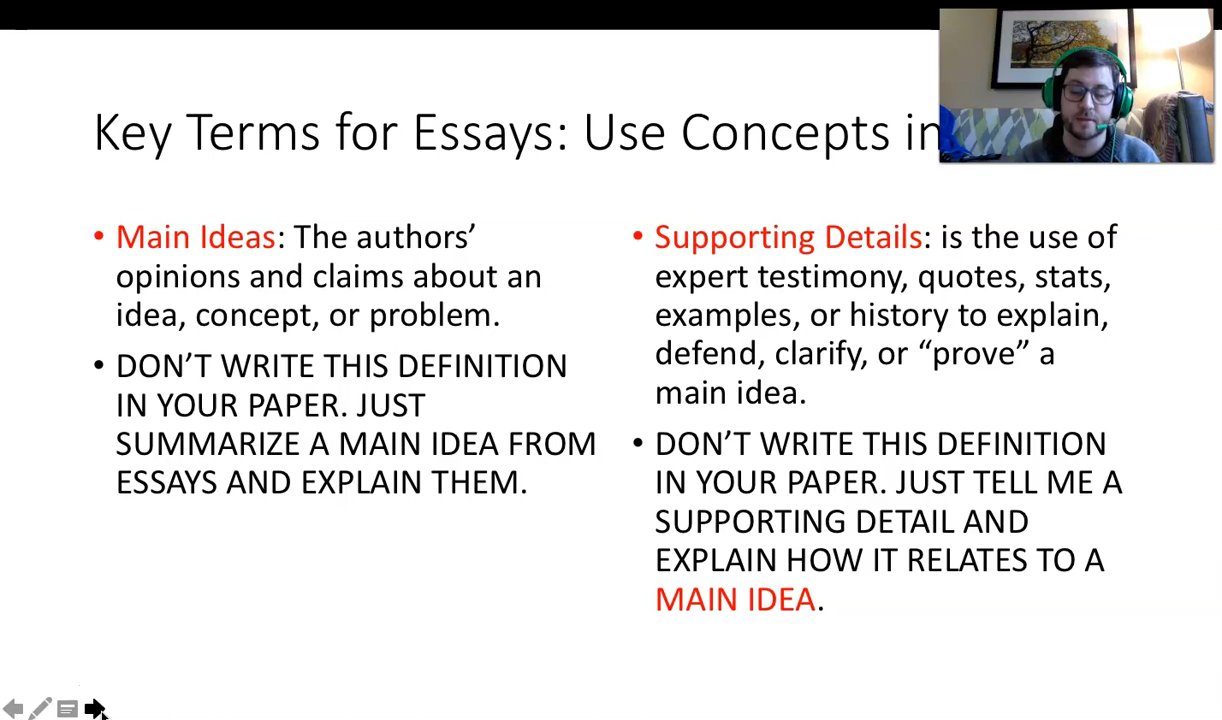 Key Terms for Essays: Use Concepts in
• Main Ideas: The authors’
opinions and claims about an
idea, concept, or problem.
• DON’T WRITE THIS DEFINITION
IN YOUR PAPER. JUST
SUMMARIZE A MAIN IDEA FROM
ESSAYS AND EXPLAIN THEM.
• Supporting Details: is the use of
expert testimony, quotes, stats,
examples, or history to explain,
defend, clarify, or “prove” a
main idea.
• DON’T WRITE THIS DEFINITION
IN YOUR PAPER. JUST TELL ME A
SUPPORTING DETAIL AND
EXPLAIN HOW IT RELATES TO A
MAIN IDEA.